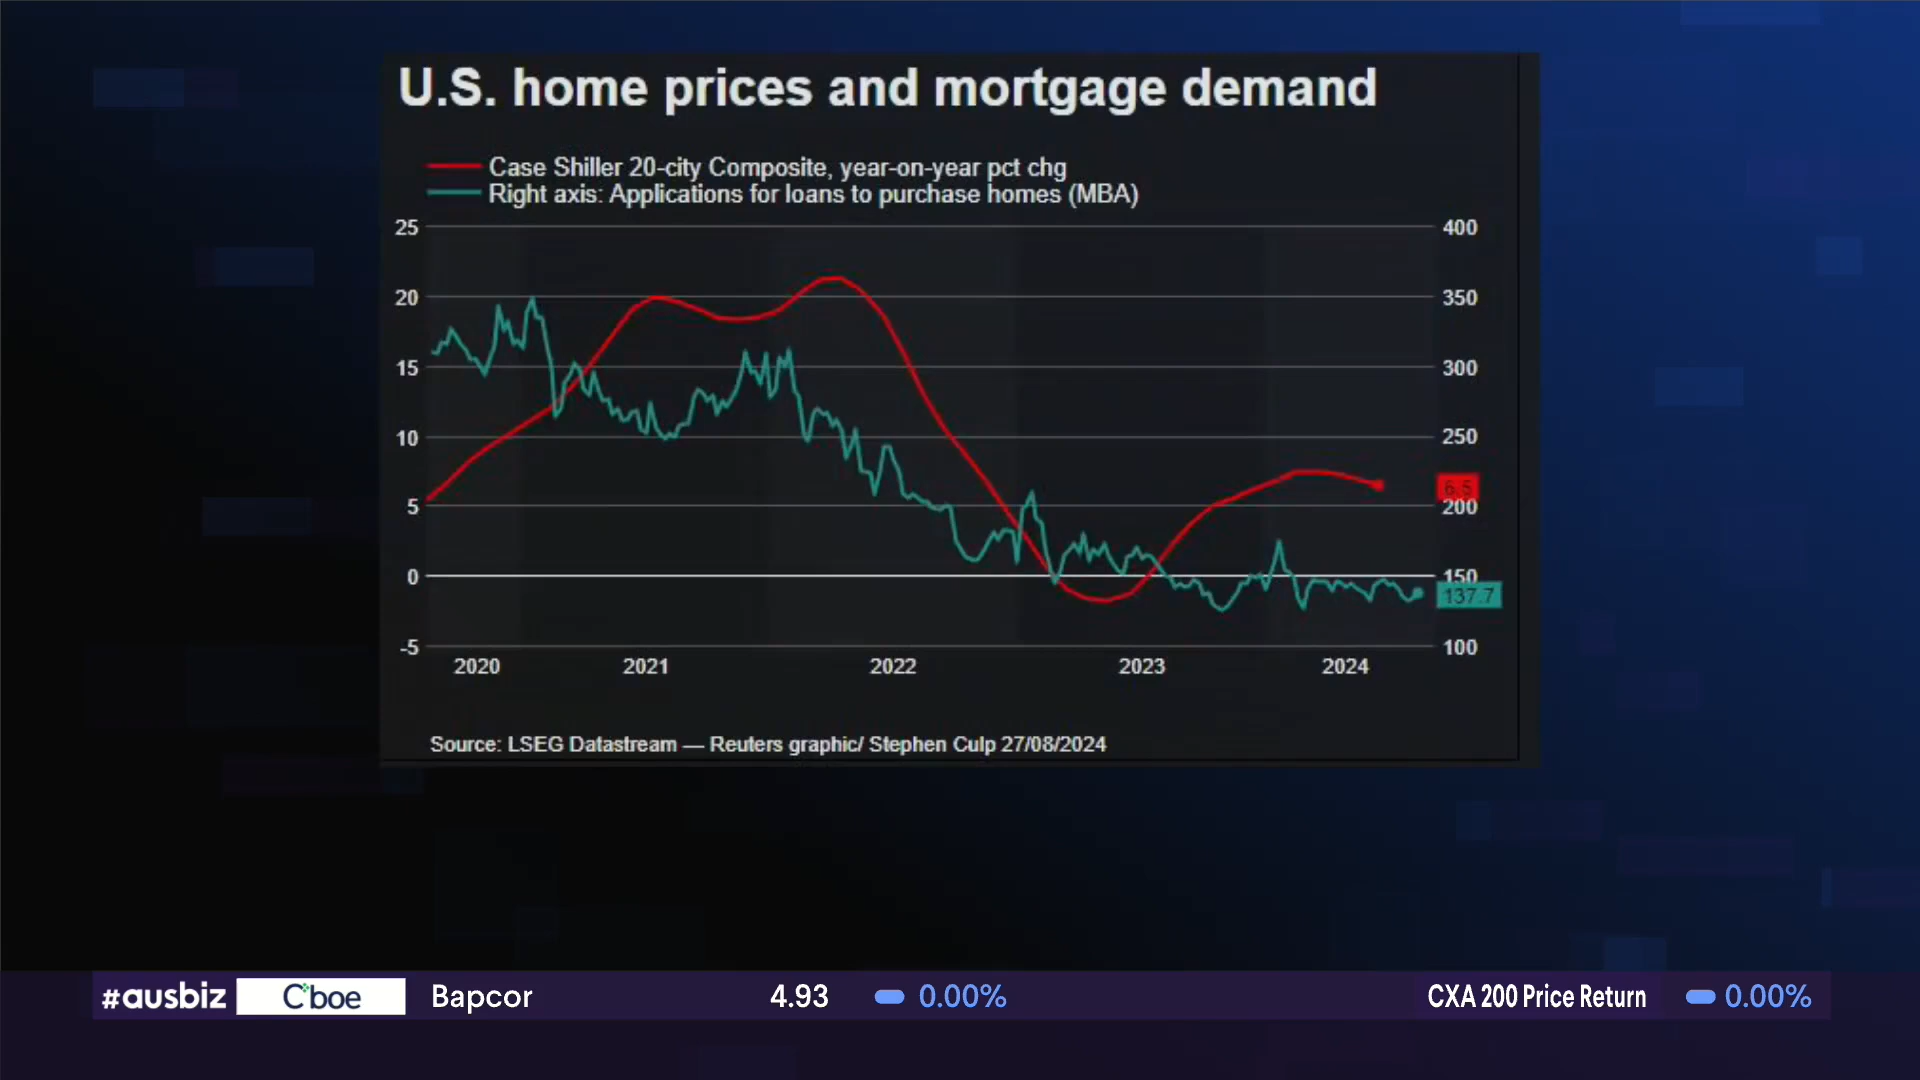 U.S. home prices and mortgage demand
Case Shiller 20-city Composite, year-on-year pct chg
Right axis: Applications for loans to purchase homes (MBA)
25 400
20 350
15 300
10 250
6.5
5 200
0 150
137.7
-5 100
2020 2021 2022 2023 2024
Source: LSEG Datastream — Reuters graphic/ Stephen Culp 27/08/2024
#ausbiz Cboe Bapcor 4.93 0.00% CXA 200 Price Return 0.00%